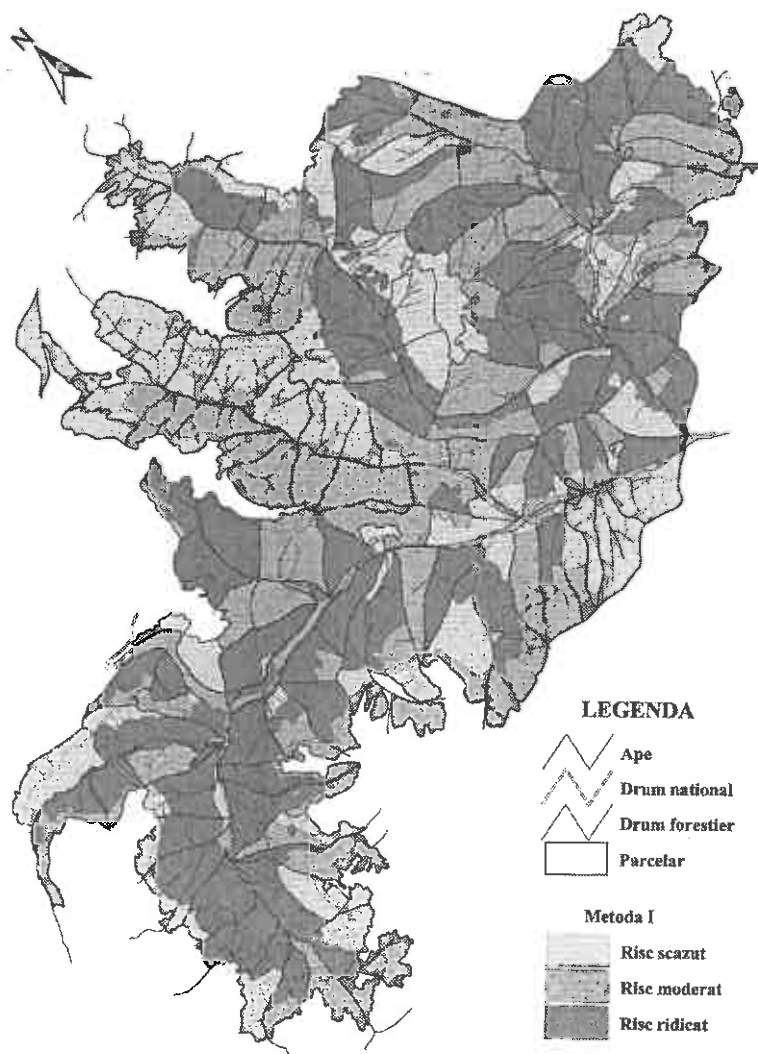 N
LEGENDA
Ape
Drum national
Drum forestier
Parcelar
Metoda I
Risc scazut
Risc moderat
Risc ridicat